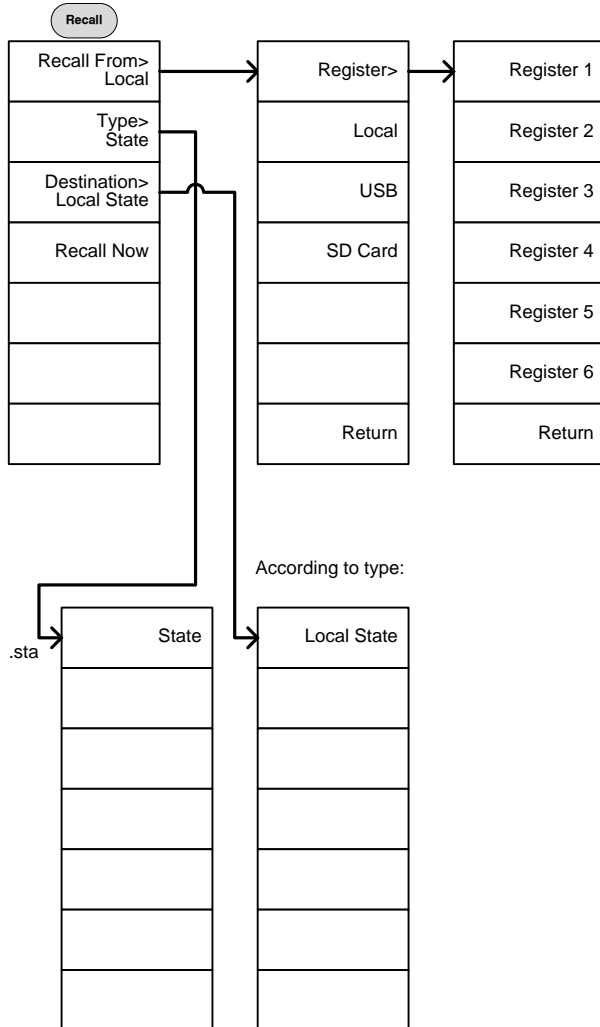 Recall
Recall From>
Local
Type>
State
Destination>
Local State
Recall Now
Register>
Local
USB
SD Card
Return
Register 1
Register 2
Register 3
Register 4
Register 5
Register 6
Return
According to type:
.sta
State
Local State